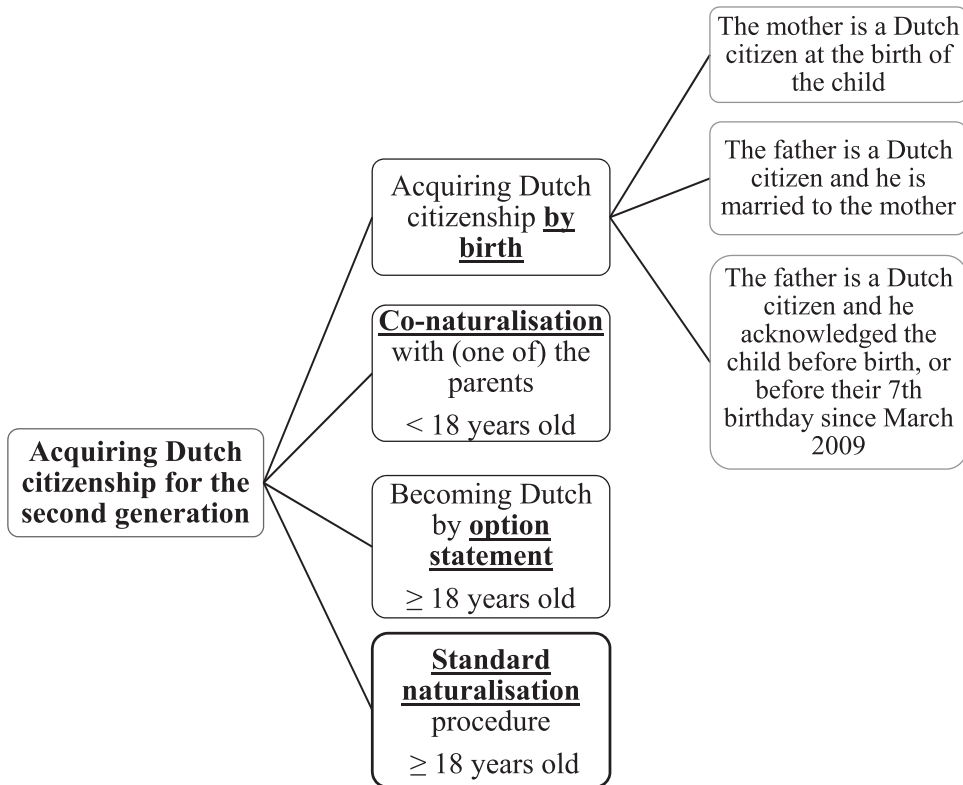 Acquiring Dutch
citizenship for the
second generation
Acquiring Dutch
citizenship by
birth
Co-naturalisation
with (one of) the
parents
< 18 years old
Becoming Dutch
by option
statement
≥ 18 years old
Standard
naturalisation
procedure
≥ 18 years old
The mother is a Dutch
citizen at the birth of
the child
The father is a Dutch
citizen and he is
married to the mother
The father is a Dutch
citizen and he
acknowledged the
child before birth, or
before their 7th
birthday since March
2009